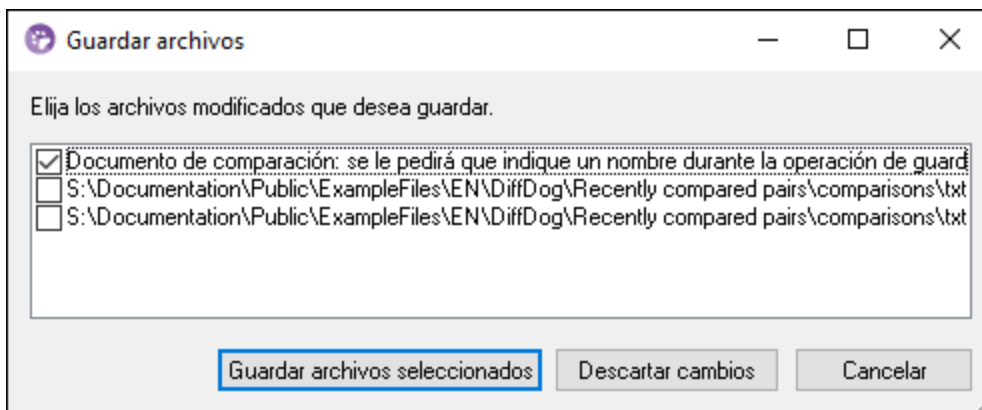 Guardar archivos
Elija los archivos modificados que desea guardar.
Documento de comparación: se le pedirá que indique un nombre durante la operación de guard
S:\Documentation\Public\ExampleFiles\EN\DiffDog\Recently compared pairs\comparisons\txt
S:\Documentation\Public\ExampleFiles\EN\DiffDog\Recently compared pairs\comparisons\txt
Guardar archivos seleccionados Descartar cambios Cancelar